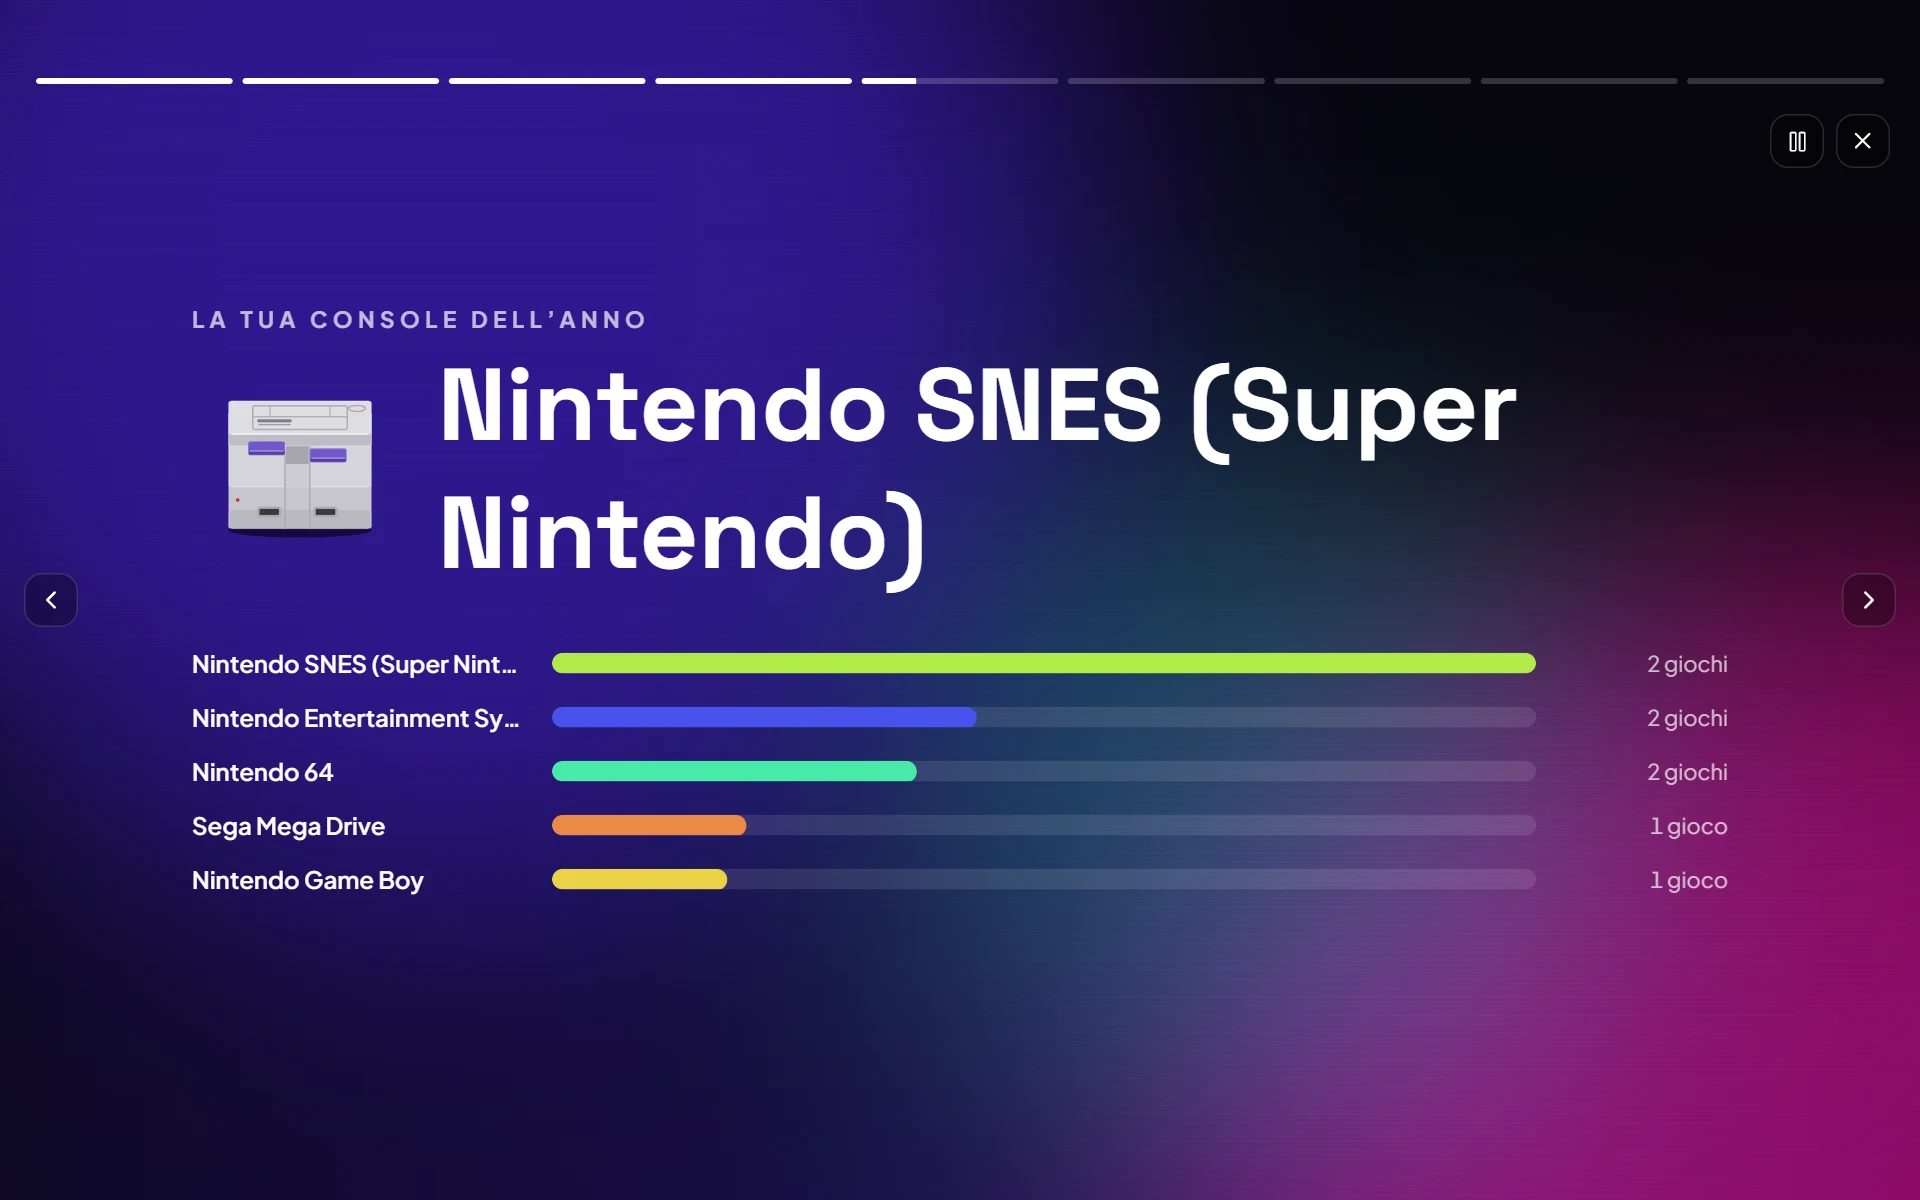 LA TUA CONSOLE DELL’ANNO
Nintendo SNES (Super
Nintendo)
Nintendo SNES (Super Nint... 2 giochi
Nintendo Entertainment Sy... 2 giochi
Nintendo 64 2 giochi
Sega Mega Drive 1 gioco
Nintendo Game Boy 1 gioco